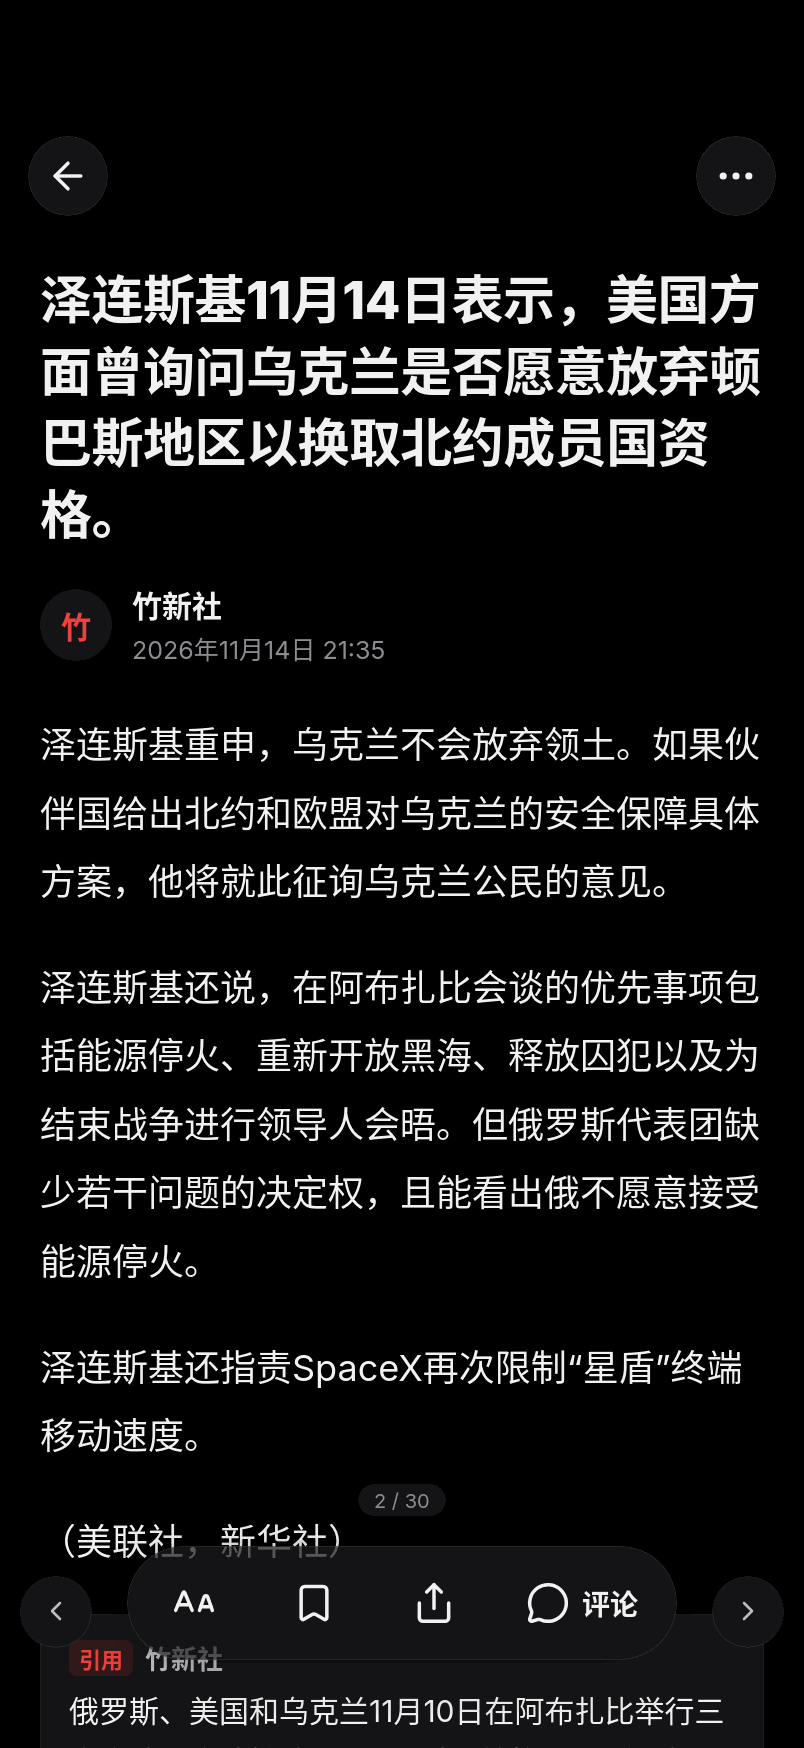 泽连斯基11月14日表示，美国方
面曾询问乌克兰是否愿意放弃顿
巴斯地区以换取北约成员国资
格。
竹
竹新社
2026年11月14日 21:35
泽连斯基重申，乌克兰不会放弃领土。如果伙
伴国给出北约和欧盟对乌克兰的安全保障具体
方案，他将就此征询乌克兰公民的意见。
泽连斯基还说，在阿布扎比会谈的优先事项包
括能源停火、重新开放黑海、释放囚犯以及为
结束战争进行领导人会晤。但俄罗斯代表团缺
少若干问题的决定权，且能看出俄不愿意接受
能源停火。
泽连斯基还指责SpaceX再次限制“星盾”终端
移动速度。
2 / 30
（美联社，新华社）
AA
评论
引用 竹新社
俄罗斯、美国和乌克兰11月10日在阿布扎比举行三